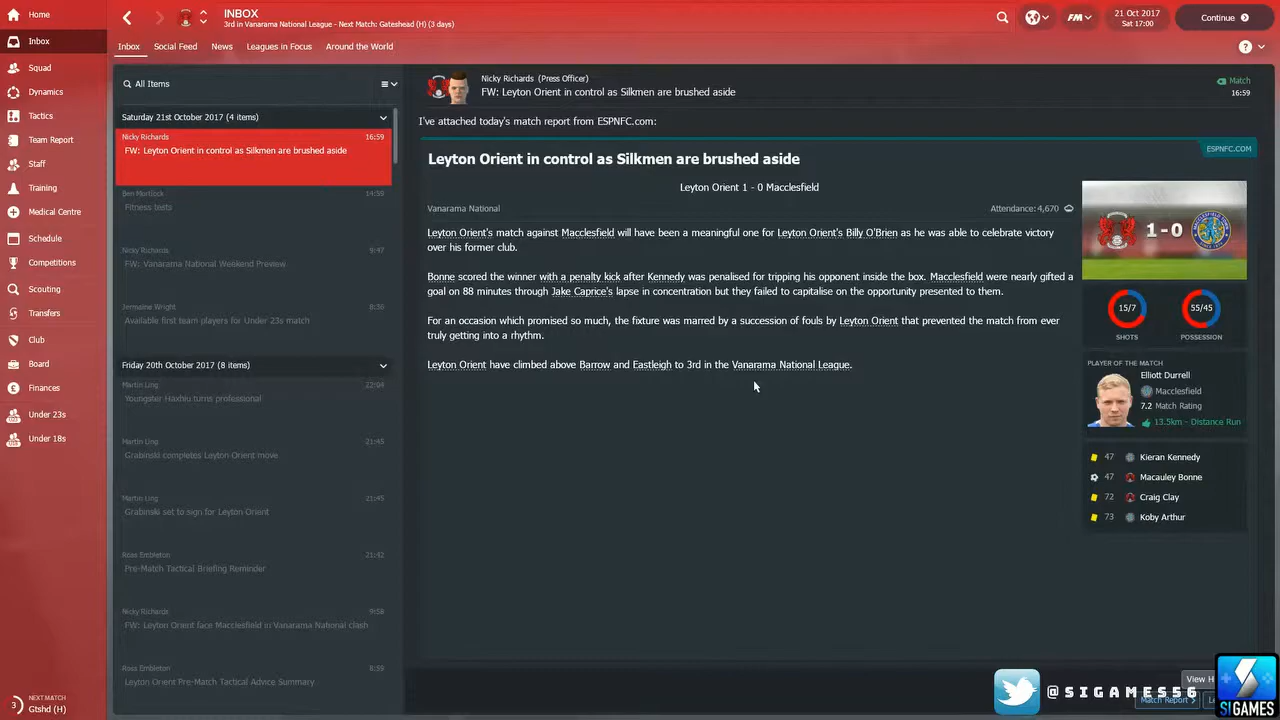 Home
Inbox
Squad
Dynamics
Tactics
Team Report
Staff
Training
Medical Centre
Schedule
Competitions
Scouting
Transfers
Club
Board
Finances
Under 23s
Under 18s
3
NEXT MATCH
Gtshd (H)
INBOX
3rd in Vanarama National League - Next Match: Gateshead (H) (3 days)
FM
21 Oct 2017
Sat 17:00
Continue
Inbox
Social Feed
News
Leagues in Focus
Around the World
?
All Items
Saturday 21st October 2017 (4 items)
Nicky Richards 16:59
FW: Leyton Orient in control as Silkmen are brushed aside
Ben Mortlock 14:59
Fitness tests
Nicky Richards 9:47
FW: Vanarama National Weekend Preview
Jermaine Wright 8:36
Available first team players for Under 23s match
Friday 20th October 2017 (8 items)
Martin Ling 22:04
Youngster Haxhiu turns professional
Martin Ling 21:45
Grabinski completes Leyton Orient move
Martin Ling 21:45
Grabinski set to sign for Leyton Orient
Ross Embleton 21:42
Pre-Match Tactical Briefing Reminder
Nicky Richards 9:58
FW: Leyton Orient face Macclesfield in Vanarama National clash
Ross Embleton 8:59
Leyton Orient Pre-Match Tactical Advice Summary
Nicky Richards (Press Officer)
FW: Leyton Orient in control as Silkmen are brushed aside
Match
16:59
I've attached today's match report from ESPNFC.com:
ESPNFC.COM
Leyton Orient in control as Silkmen are brushed aside
Leyton Orient 1 - 0 Macclesfield
Vanarama National
Attendance: 4,670
Leyton Orient's match against Macclesfield will have been a meaningful one for Leyton Orient's Billy O'Brien as he was able to celebrate victory
over his former club.
Bonne scored the winner with a penalty kick after Kennedy was penalised for tripping his opponent inside the box. Macclesfield were nearly gifted a
goal on 88 minutes through Jake Caprice's lapse in concentration but they failed to capitalise on the opportunity presented to them.
For an occasion which promised so much, the fixture was marred by a succession of fouls by Leyton Orient that prevented the match from ever
truly getting into a rhythm.
Leyton Orient have climbed above Barrow and Eastleigh to 3rd in the Vanarama National League.
1-0
15/7
SHOTS
55/45
POSSESSION
PLAYER OF THE MATCH
Elliott Durrell
Macclesfield
7.2 Match Rating
13.5km - Distance Run
47 Kieran Kennedy
47 Macauley Bonne
72 Craig Clay
73 Koby Arthur
View H
Match Report
Le
@SIGAMES56
SIGAMES